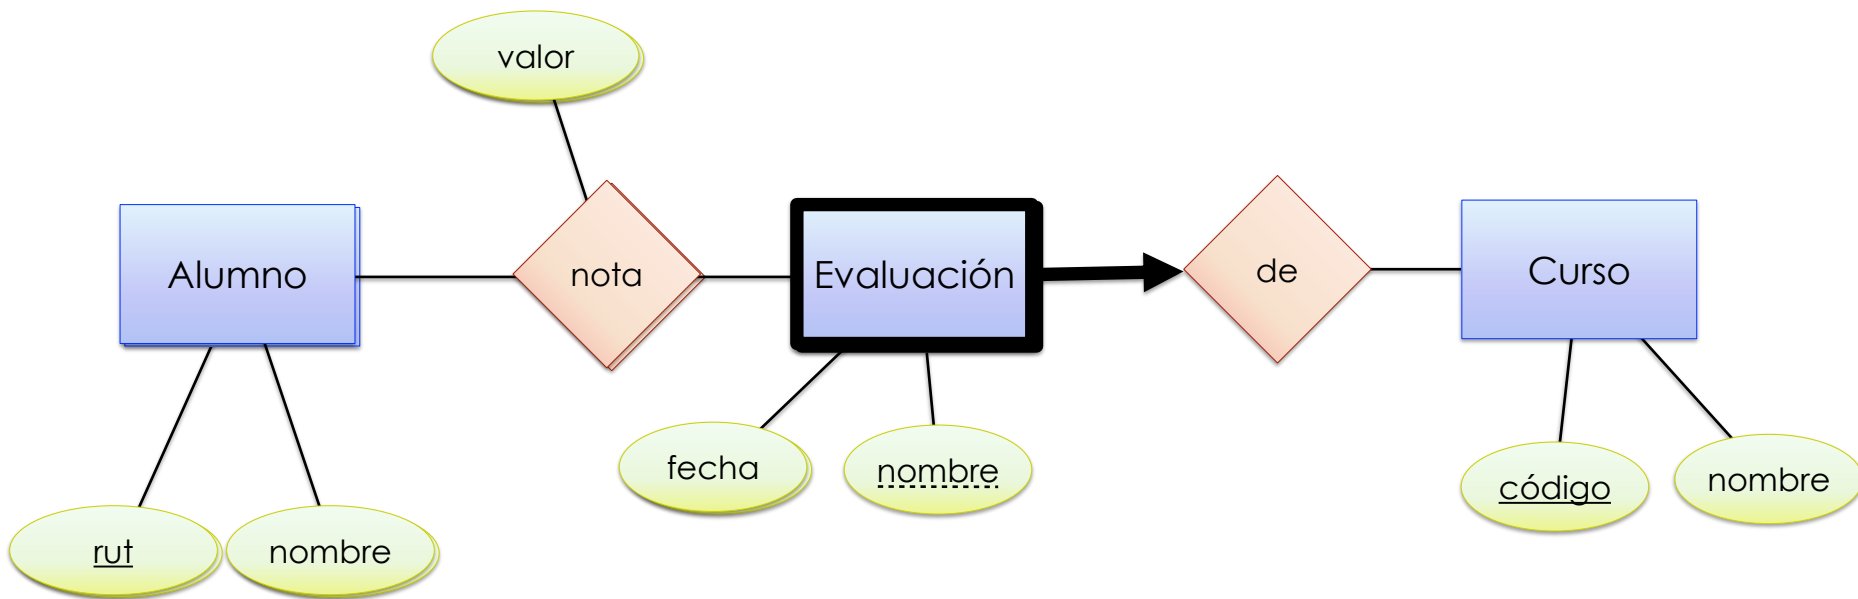 valor
Alumno
nota
Evaluación
de
Curso
fecha
nombre
código
nombre
rut
nombre